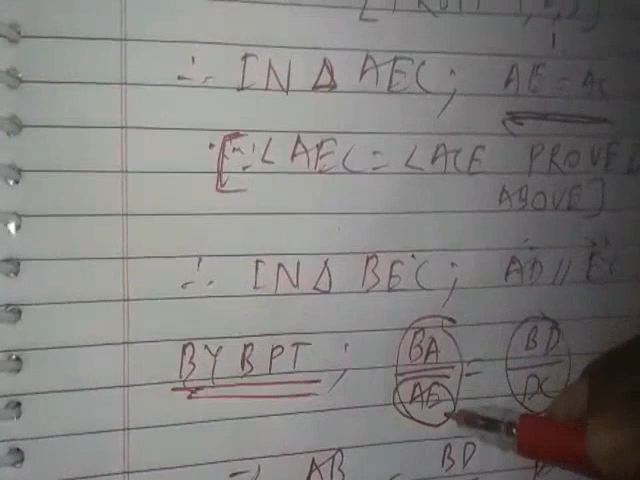 ∴ IN Δ AEC; AE = AC
[∵ ∠AEC = ∠ACE PROVED
ABOVE]
∴ IN Δ BEC; AD // EC
BY BPT; BA/AE = BD/DC
⇒ AB BD